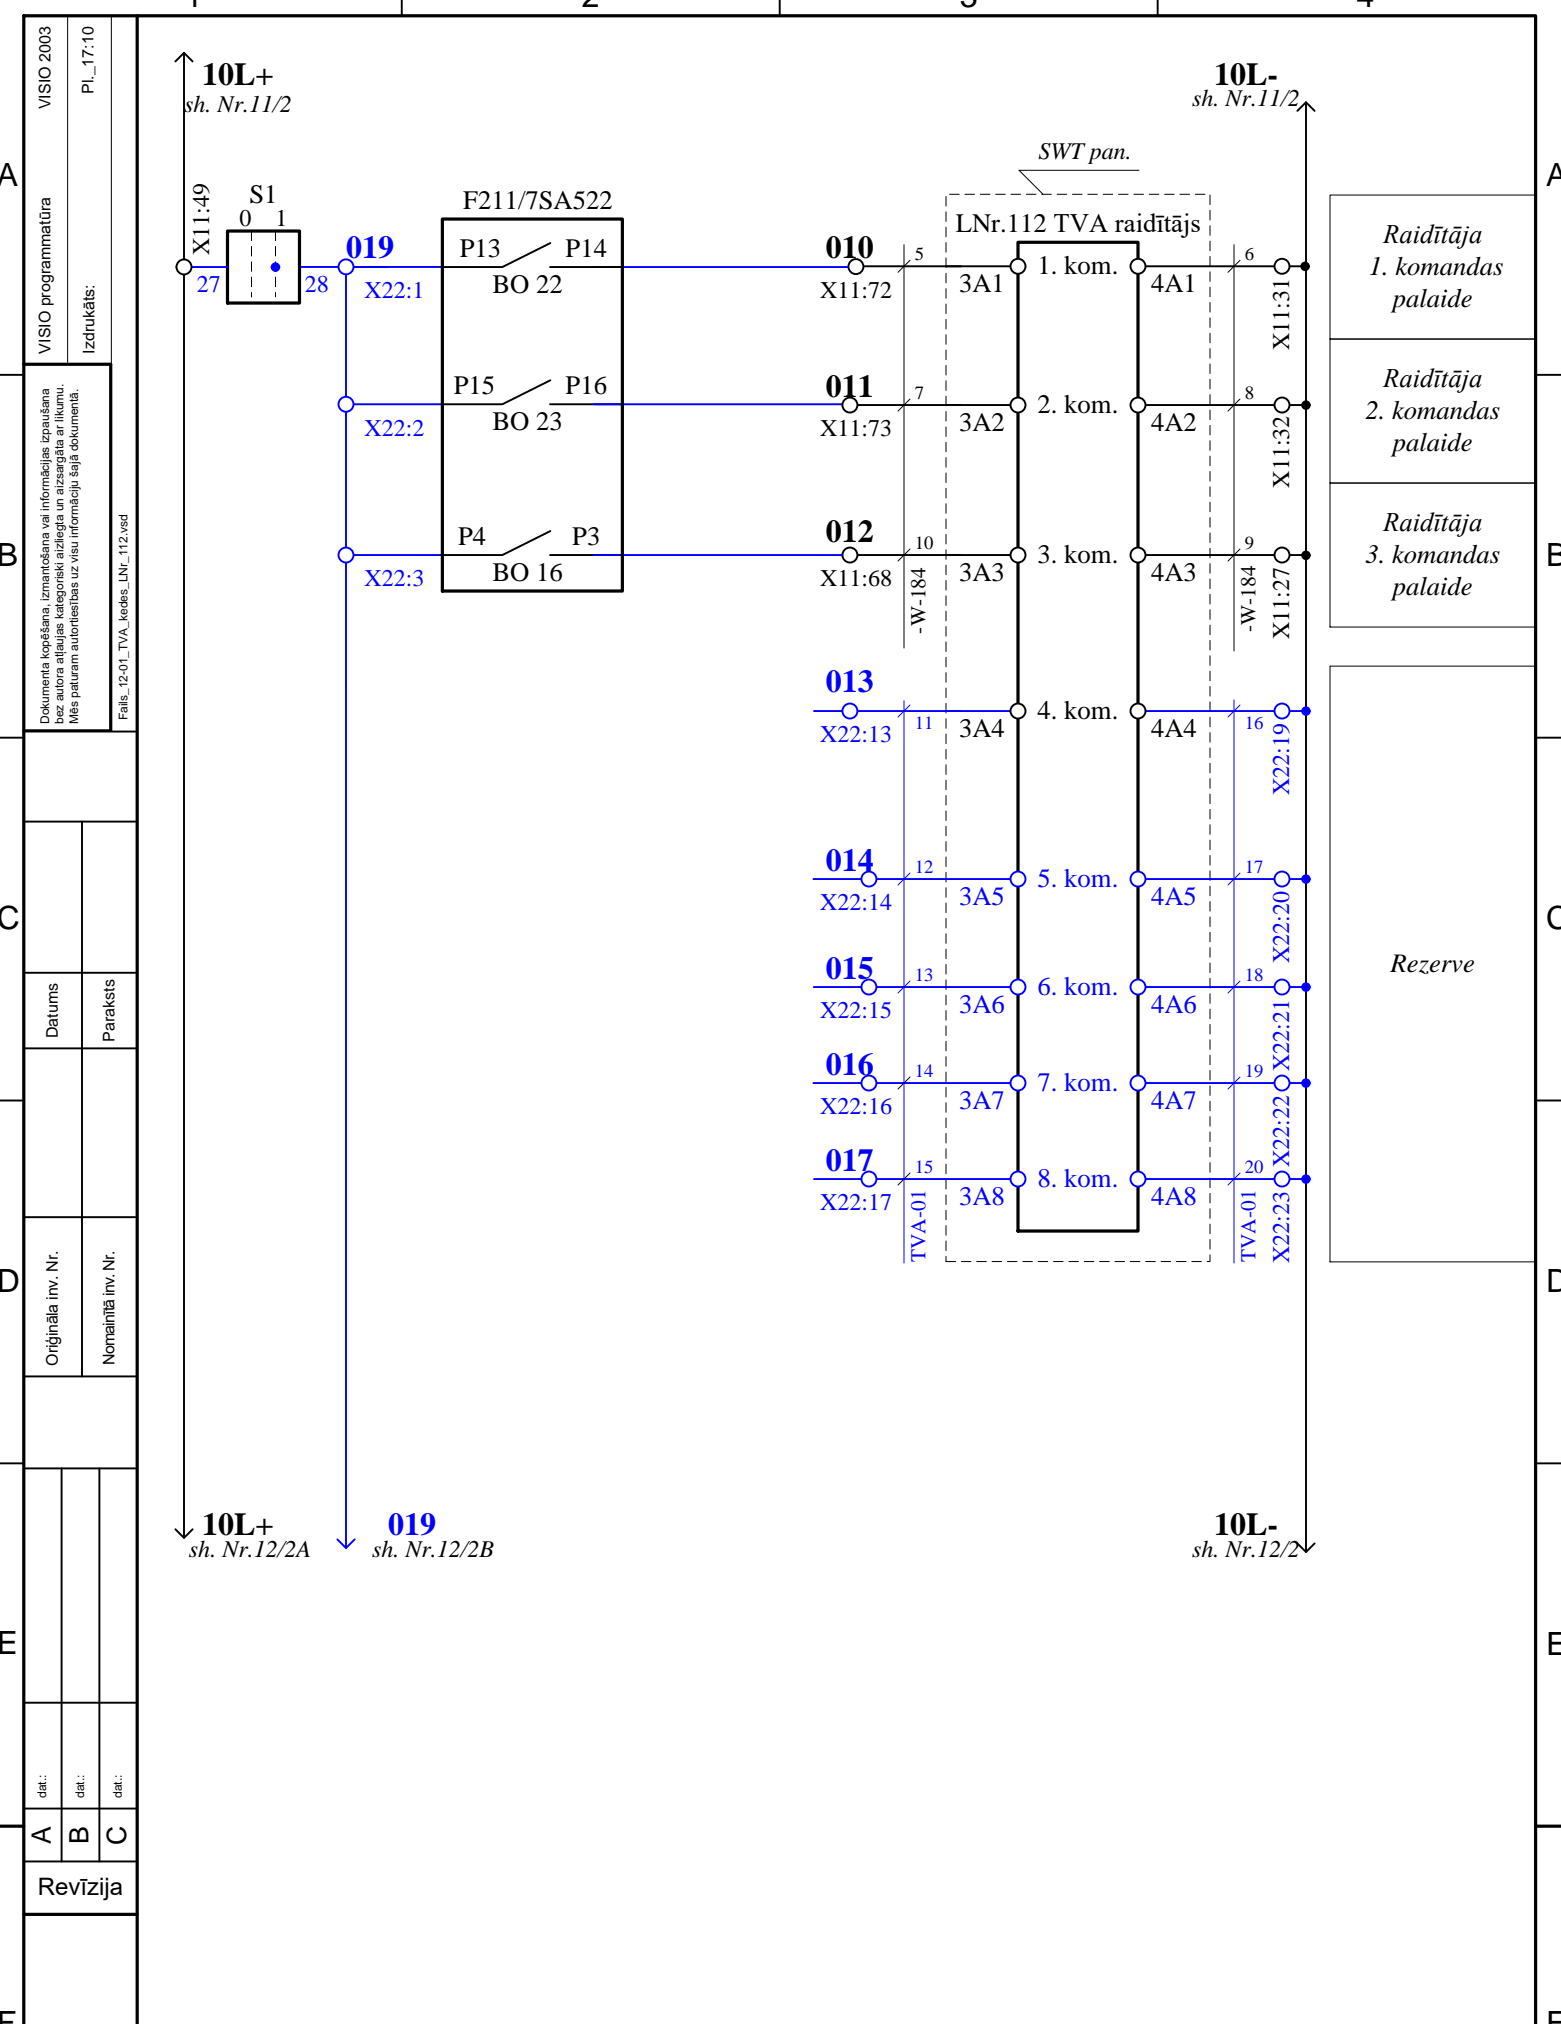 2
VISIO programmatūra VISIO 2003
Izdrukāts: Pl._17:10
Dokumenta kopēšana, izmantošana vai informācijas izpaušana
bez autora atļaujas kategoriski aizliegta un aizsargāta ar likumu.
Mēs paturam autortiesības uz visu informāciju šajā dokumentā.
Fails_12-01_TVA_kedes_LNr_112.vsd
Datums
Paraksts
Oriģināla inv. Nr.
Nomainītā inv. Nr.
dat.:
dat.:
dat.:
A
B
C
Revīzija
A
A
B
B
C
C
D
D
E
E
10L+
sh. Nr.11/2
10L-
sh. Nr.11/2
SWT pan.
X11:49
S1
0 1
27
28
019
X22:1
F211/7SA522
P13 P14
BO 22
010
X11:72
5
LNr.112 TVA raidītājs
3A1
1. kom.
4A1
6
X11:31
Raidītāja
1. komandas
palaide
X22:2
P15 P16
BO 23
011
X11:73
7
3A2
2. kom.
4A2
8
X11:32
Raidītāja
2. komandas
palaide
X22:3
P4 P3
BO 16
012
X11:68
10
-W-184
3A3
3. kom.
4A3
9
-W-184
X11:27
Raidītāja
3. komandas
palaide
013
X22:13
11
3A4
4. kom.
4A4
16
X22:19
014
X22:14
12
3A5
5. kom.
4A5
17
X22:20
Rezerve
015
X22:15
13
3A6
6. kom.
4A6
18
X22:21
016
X22:16
14
3A7
7. kom.
4A7
19
X22:22
017
X22:17
15
TVA-01
3A8
8. kom.
4A8
20
TVA-01
X22:23
10L+
sh. Nr.12/2A
019
sh. Nr.12/2B
10L-
sh. Nr.12/2